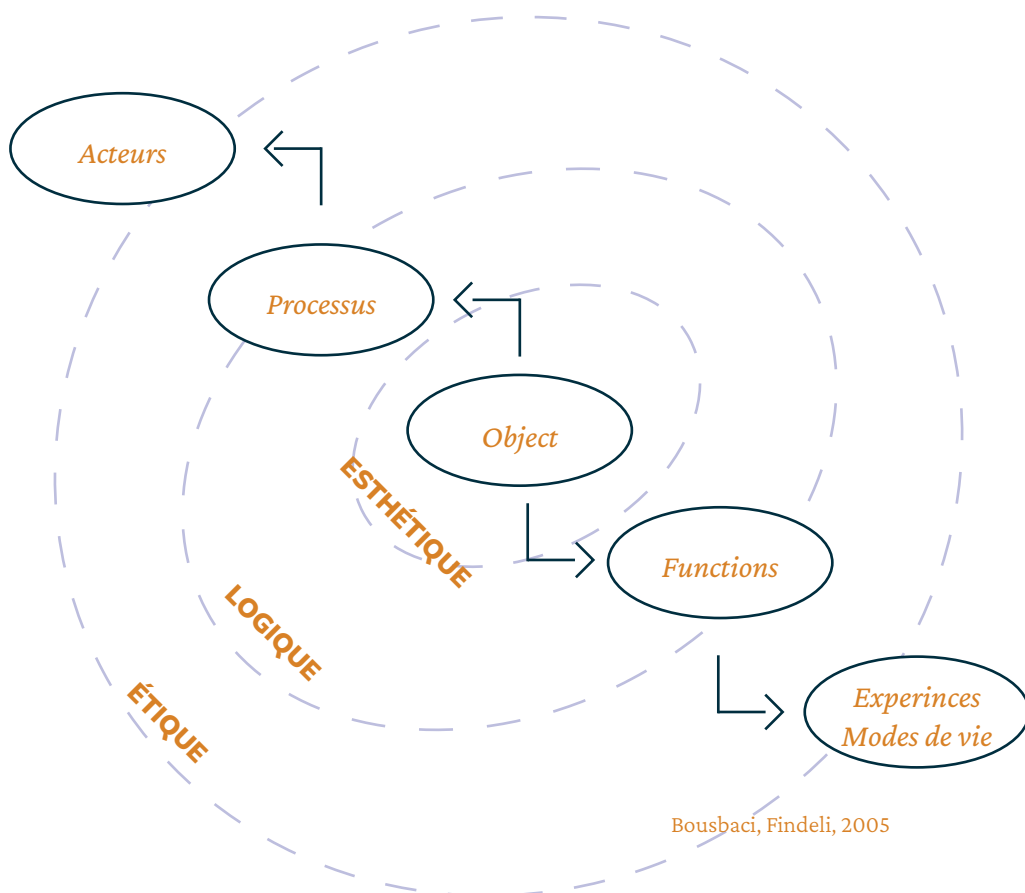 Acteurs
Processus
Object
ESTHÉTIQUE
Functions
LOGIQUE
ÉTIQUE
Experinces
Modes de vie
Bousbaci, Findeli, 2005